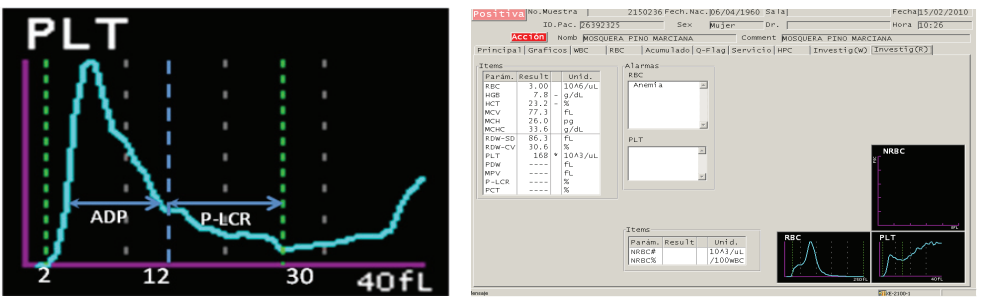 PLT
ADP P-LCR
2 12 30 40fL
Positiva No.Muestra 2150236 Fech.Nac. 06/04/1960 Sala Fecha 15/02/2010
ID.Pac. 26392325 Sex Mujer Dr. Hora 10:26
Acción Nomb MOSQUERA PINO MARCIANA Comment MOSQUERA PINO MARCIANA
Principal Graficos WBC RBC Acumulado Q-Flag Servicio HPC Investig(W) Investig(R)
Items
Parám. Result Unid.
RBC 3.00 10^6/uL
HGB 7.8 - g/dL
HCT 23.2 - %
MCV 77.3 fL
MCH 26.0 pg
MCHC 33.6 g/dL
RDW-SD 86.3 fL
RDW-CV 30.6 %
PLT 168 * 10^3/uL
PDW ---- fL
MPV ---- fL
P-LCR ---- %
PCT ---- %
Alarmas
RBC
Anemia
PLT
Items
Parám. Result Unid.
NRBC# 10^3/uL
NRBC% /100WBC
NRBC
RBC
250fL
PLT
40fL
Mensaje
XE-2100-1